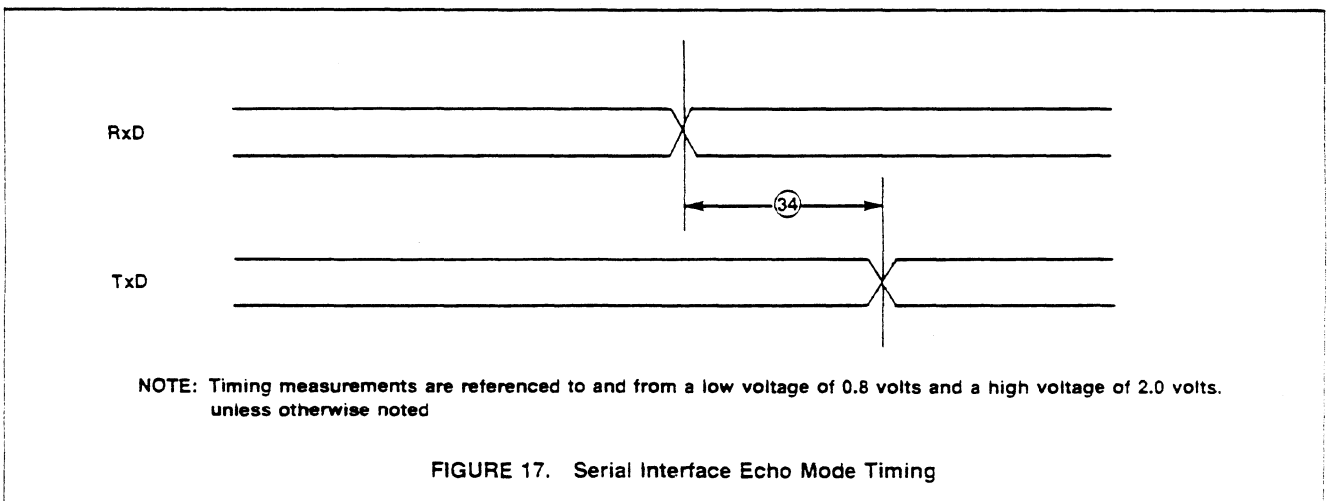 RxD
34
TxD
NOTE: Timing measurements are referenced to and from a low voltage of 0.8 volts and a high voltage of 2.0 volts.
unless otherwise noted
FIGURE 17. Serial Interface Echo Mode Timing